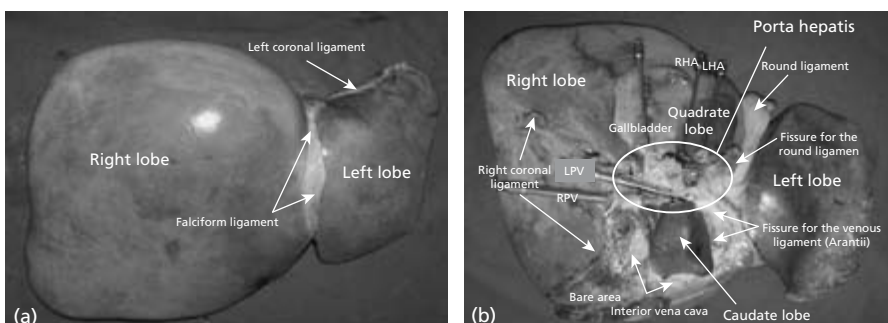 Left coronal ligament
Right lobe
Left lobe
Falciform ligament
(a)
Porta hepatis
RHA
LHA
Round ligament
Right lobe
Quadrate
lobe
Gallbladder
Fissure for the
round ligamen
Right coronal
ligament
LPV
Left lobe
RPV
Fissure for the venous
ligament (Arantii)
Bare area
Interior vena cava
Caudate lobe
(b)